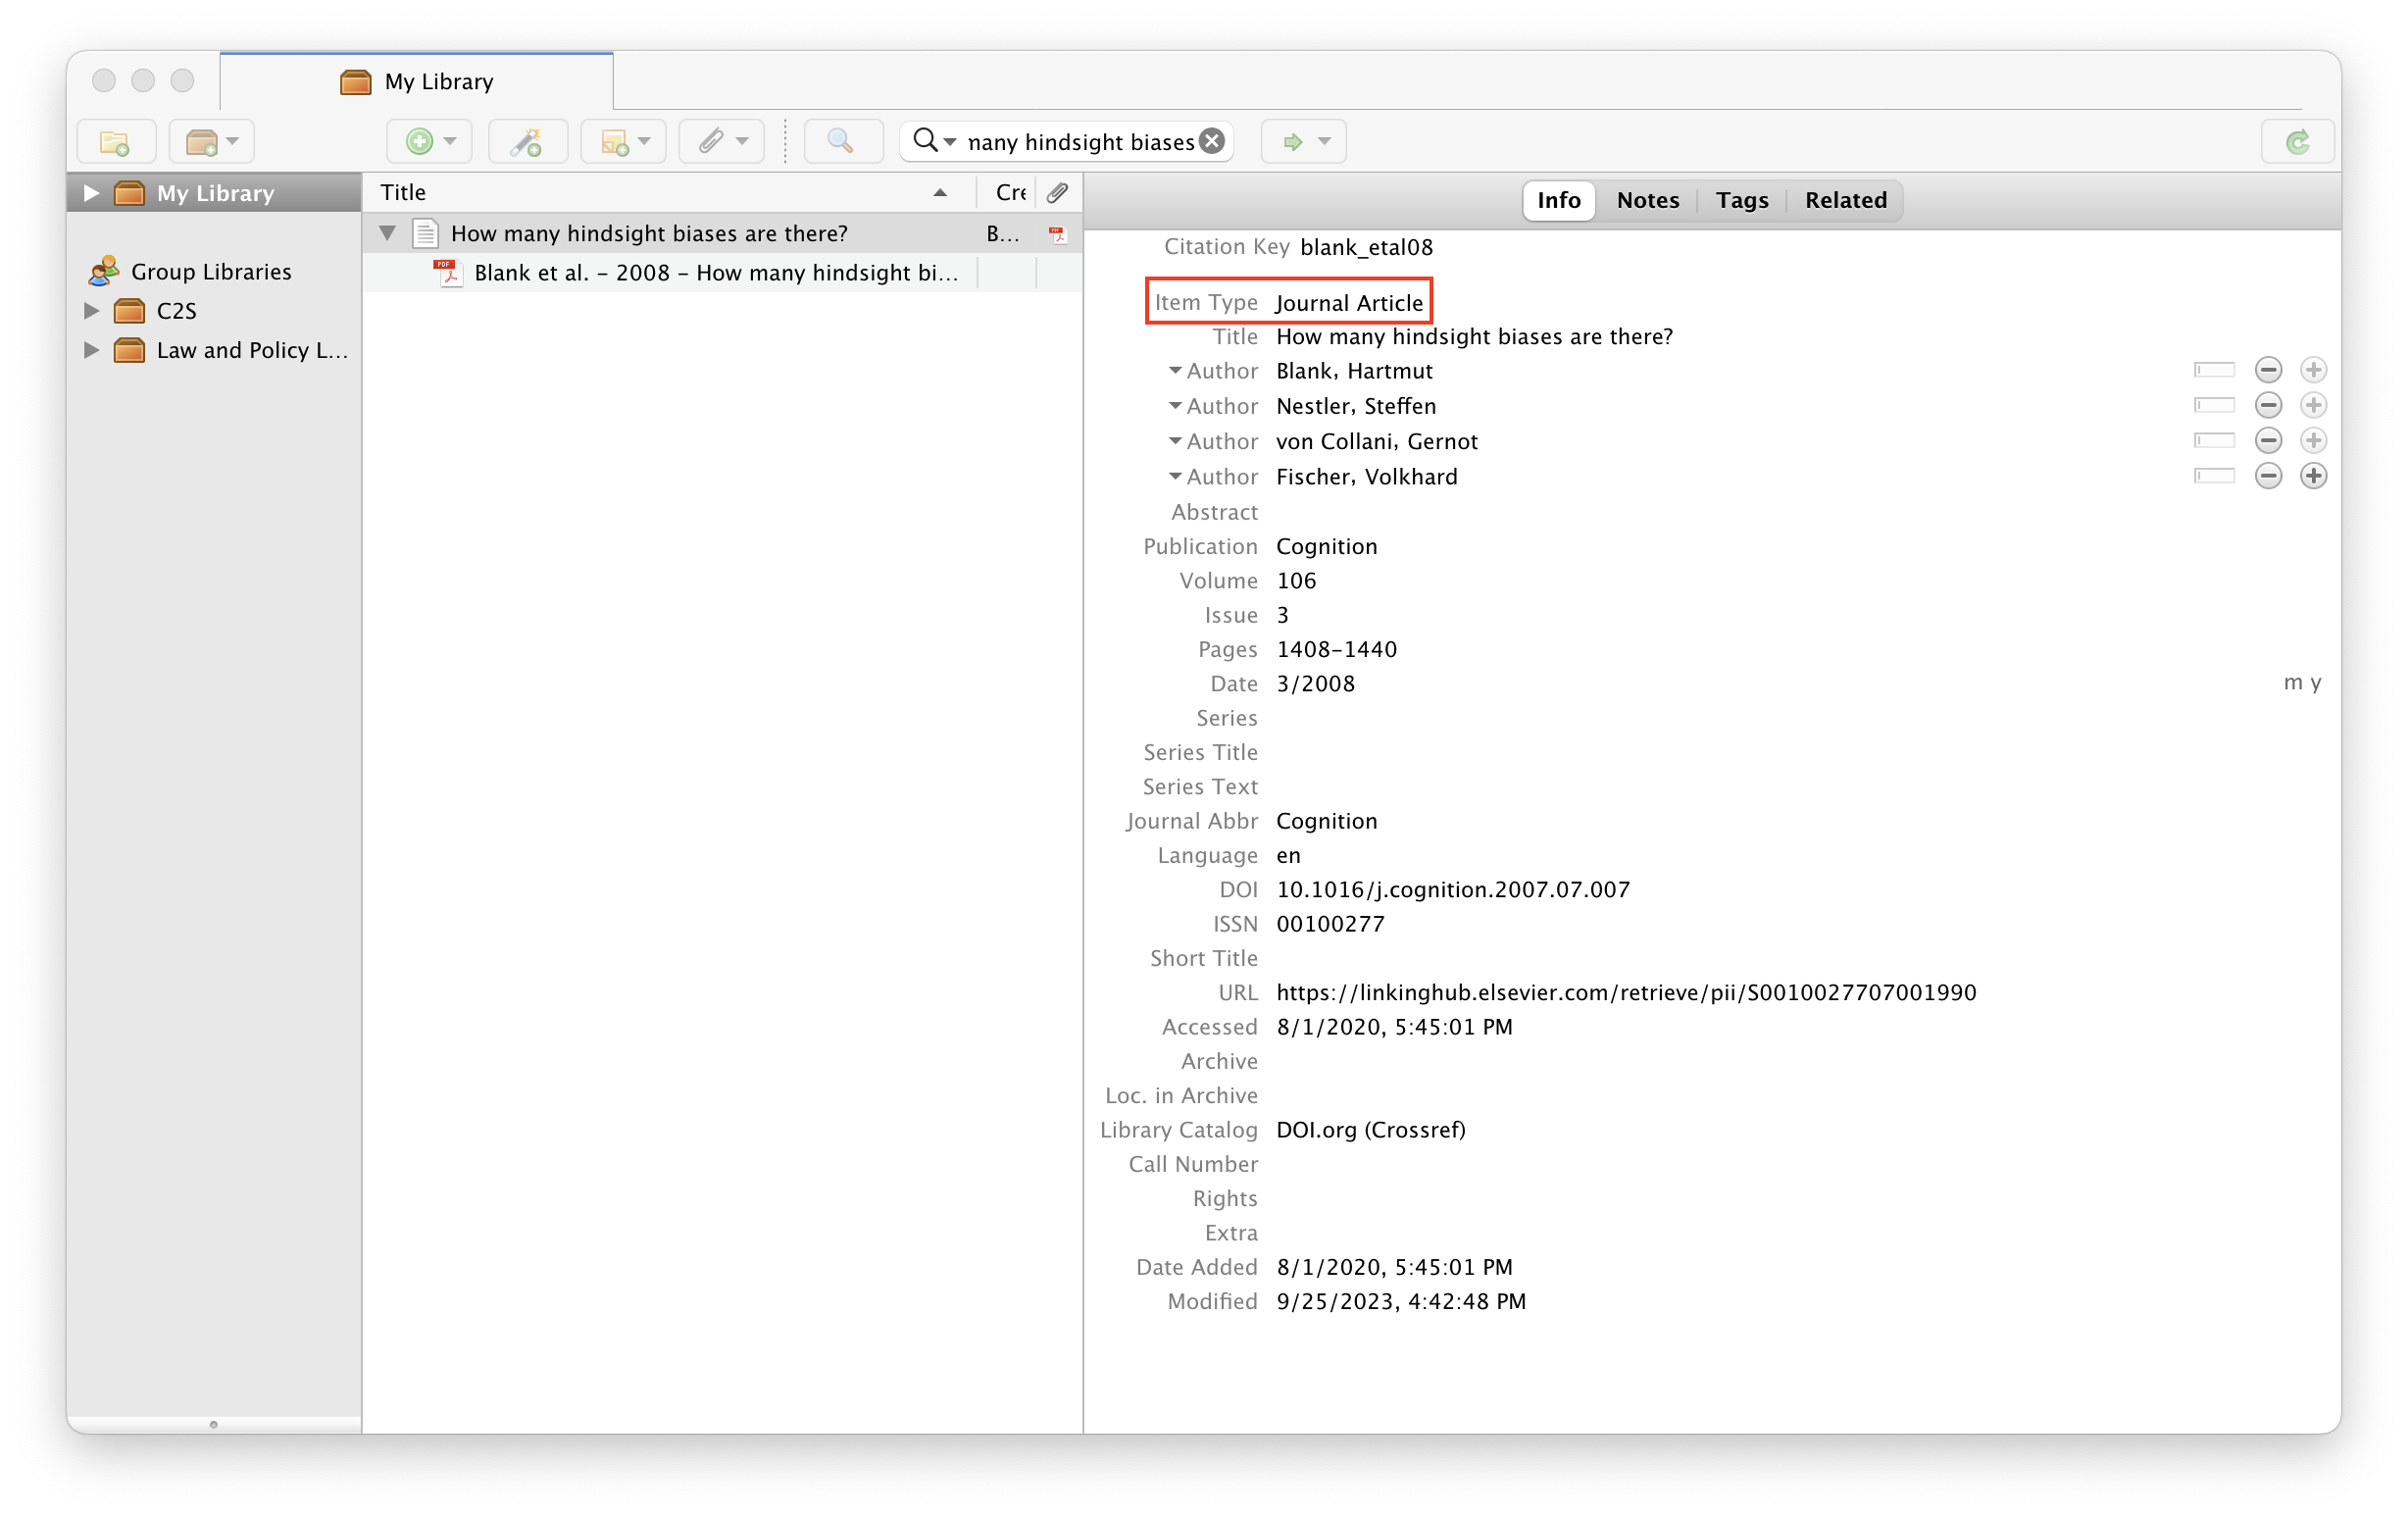 My Library
many hindsight biases
My Library
Group Libraries
C2S
Law and Policy L...
Title Cre
How many hindsight biases are there? B...
Blank et al. - 2008 - How many hindsight bi...
Info Notes Tags Related
Citation Key blank_etal08
Item Type Journal Article
Title How many hindsight biases are there?
Author Blank, Hartmut
Author Nestler, Steffen
Author von Collani, Gernot
Author Fischer, Volkhard
Abstract
Publication Cognition
Volume 106
Issue 3
Pages 1408-1440
Date 3/2008 m y
Series
Series Title
Series Text
Journal Abbr Cognition
Language en
DOI 10.1016/j.cognition.2007.07.007
ISSN 00100277
Short Title
URL https://linkinghub.elsevier.com/retrieve/pii/S0010027707001990
Accessed 8/1/2020, 5:45:01 PM
Archive
Loc. in Archive
Library Catalog DOI.org (Crossref)
Call Number
Rights
Extra
Date Added 8/1/2020, 5:45:01 PM
Modified 9/25/2023, 4:42:48 PM